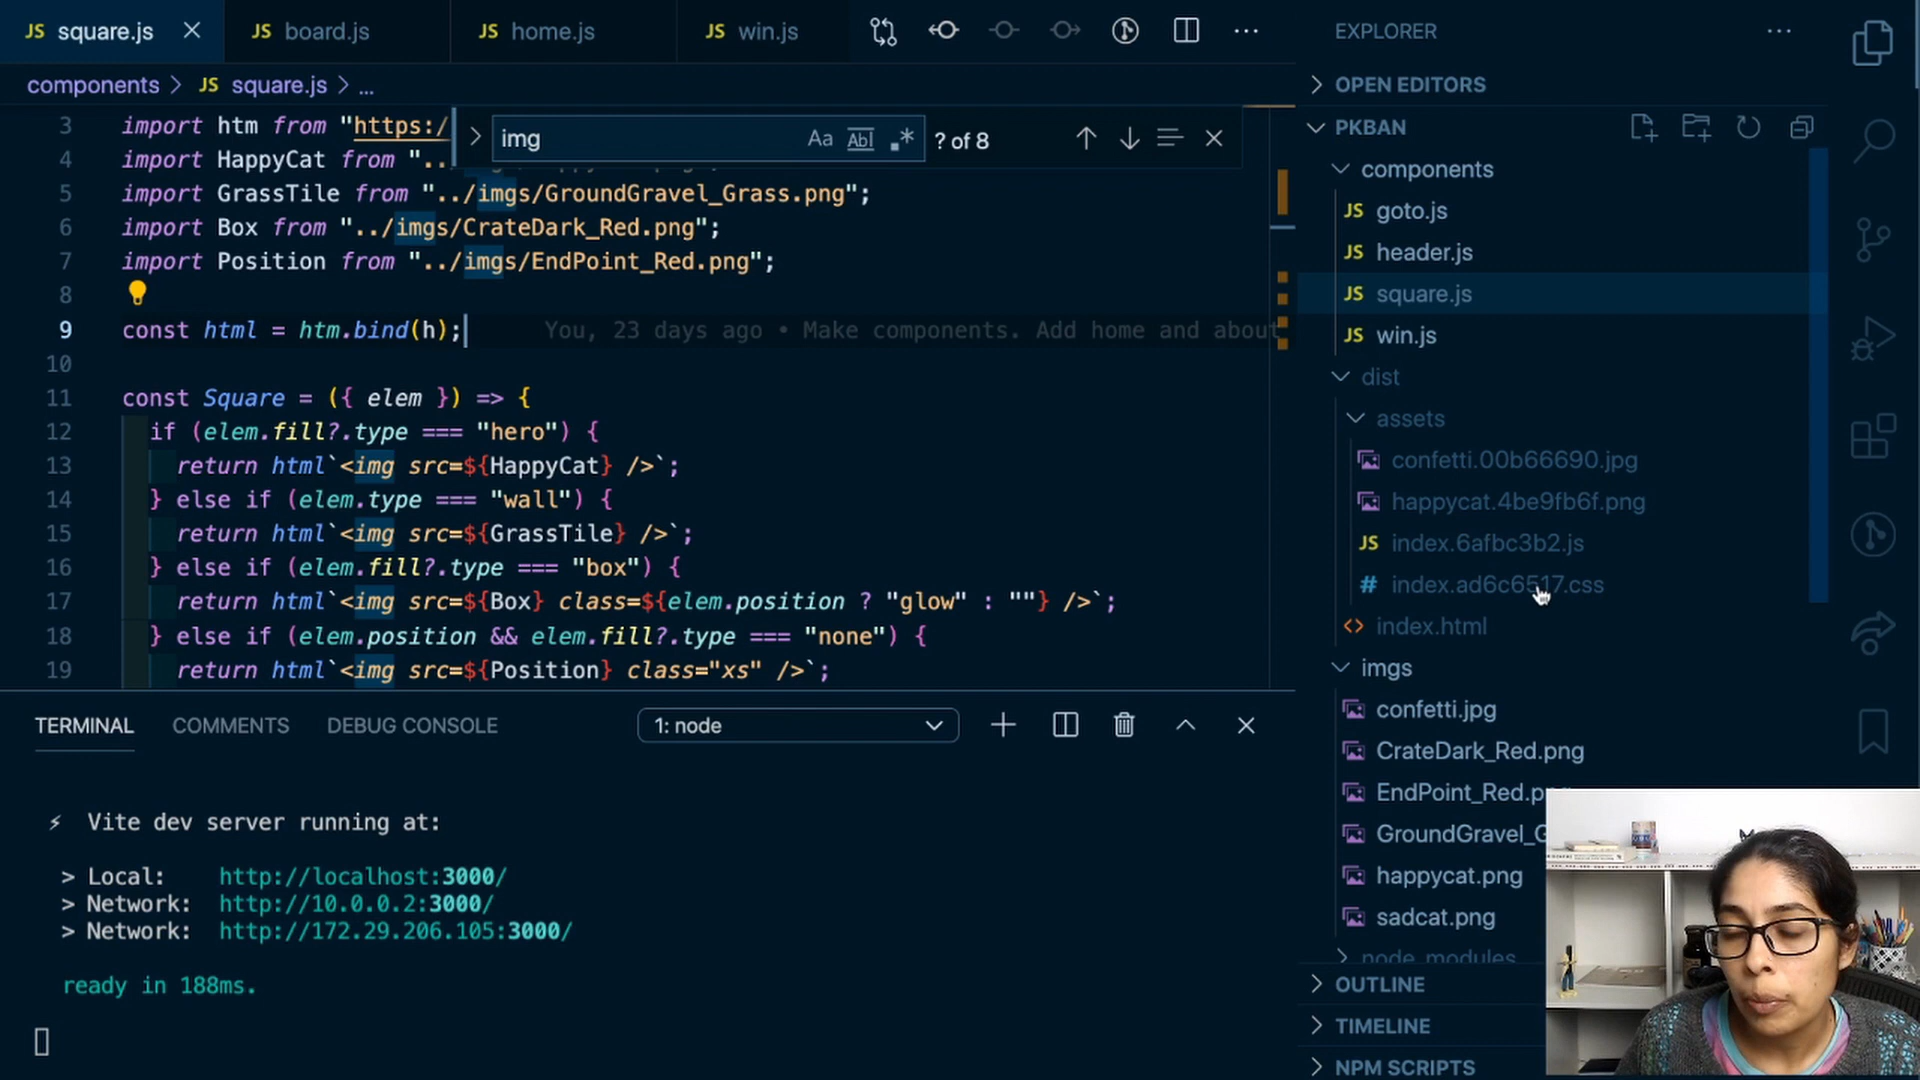 JS square.js
JS board.js
JS home.js
JS win.js
components > JS square.js > ...
3 import htm from "https:/
4 import HappyCat from "..
5 import GrassTile from "../imgs/GroundGravel_Grass.png";
6 import Box from "../imgs/CrateDark_Red.png";
7 import Position from "../imgs/EndPoint_Red.png";
8
9 const html = htm.bind(h); You, 23 days ago • Make components. Add home and about
10
11 const Square = ({ elem }) => {
12 if (elem.fill?.type === "hero") {
13 return html`<img src=${HappyCat} />`;
14 } else if (elem.type === "wall") {
15 return html`<img src=${GrassTile} />`;
16 } else if (elem.fill?.type === "box") {
17 return html`<img src=${Box} class=${elem.position ? "glow" : ""} />`;
18 } else if (elem.position && elem.fill?.type === "none") {
19 return html`<img src=${Position} class="xs" />`;
img
Aa Abl .*
? of 8
TERMINAL
COMMENTS
DEBUG CONSOLE
1: node
⚡ Vite dev server running at:
> Local: http://localhost:3000/
> Network: http://10.0.0.2:3000/
> Network: http://172.29.206.105:3000/
ready in 188ms.
EXPLORER
OPEN EDITORS
PKBAN
components
JS goto.js
JS header.js
JS square.js
JS win.js
dist
assets
confetti.00b66690.jpg
happycat.4be9fb6f.png
JS index.6afbc3b2.js
# index.ad6c6517.css
<> index.html
imgs
confetti.jpg
CrateDark_Red.png
EndPoint_Red.png
GroundGravel_G
happycat.png
sadcat.png
node_modules
OUTLINE
TIMELINE
NPM SCRIPTS